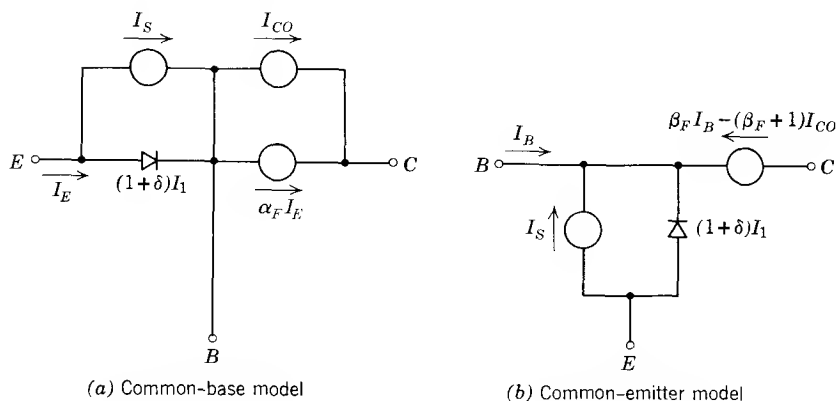 I_S
I_CO
E
I_E
(1+δ)I_1
α_F I_E
C
B
(a) Common-base model
β_F I_B − (β_F + 1)I_CO
I_B
B
C
I_S
(1+δ)I_1
E
(b) Common-emitter model